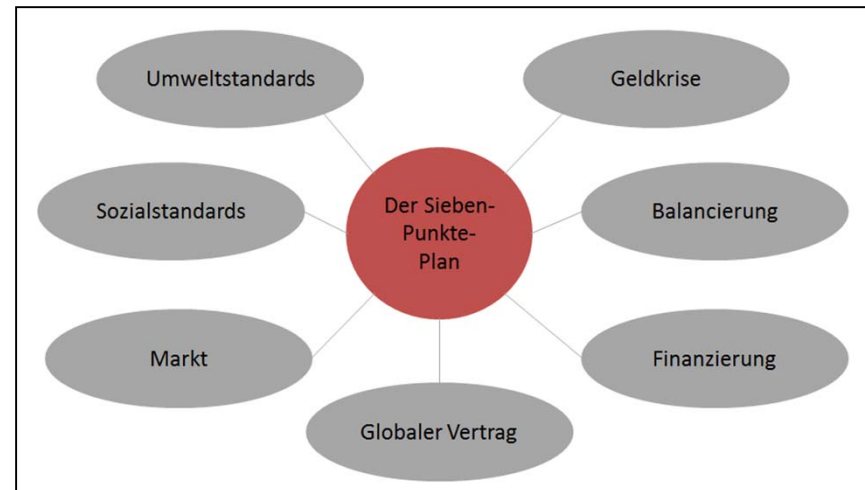 Umweltstandards
Geldkrise
Sozialstandards
Der Sieben-
Punkte-
Plan
Balancierung
Markt
Finanzierung
Globaler Vertrag